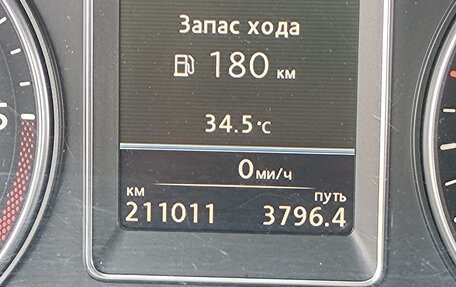 Запас хода
180 км
34.5°C
0 ми/ч
км путь
211011 3796.4